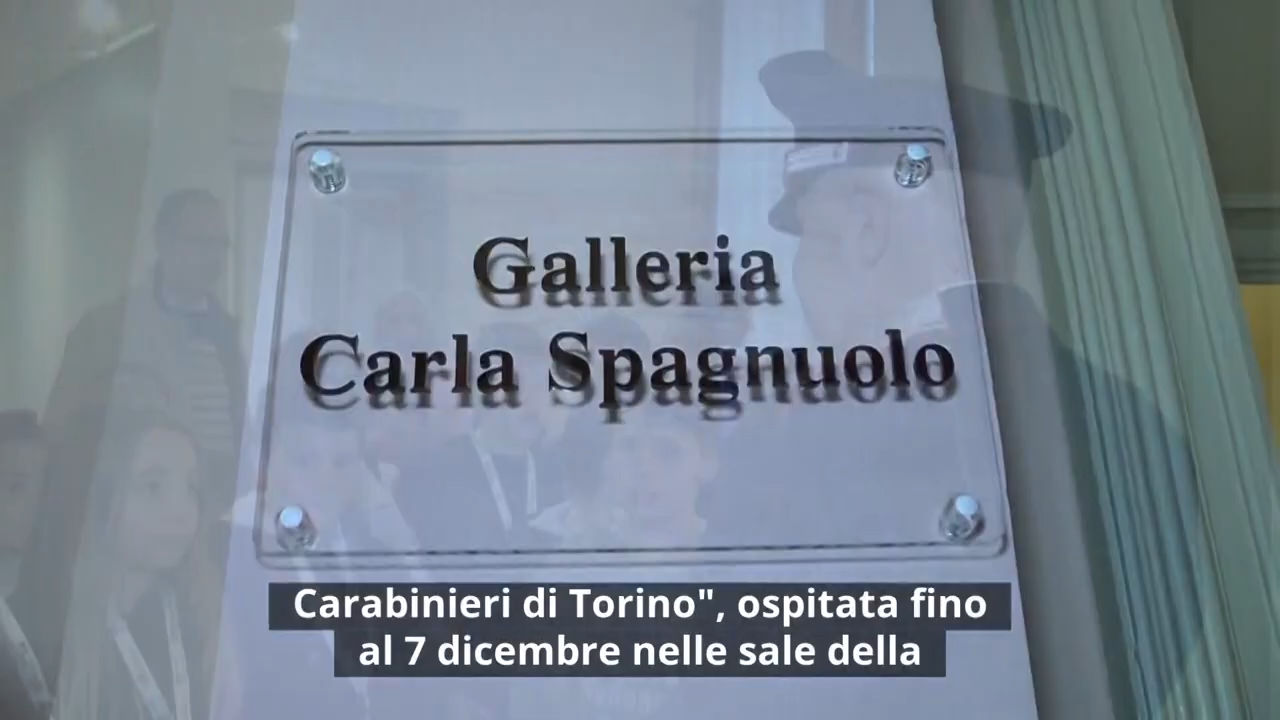 Galleria
Carla Spagnuolo
Carabinieri di Torino", ospitata fino
al 7 dicembre nelle sale della